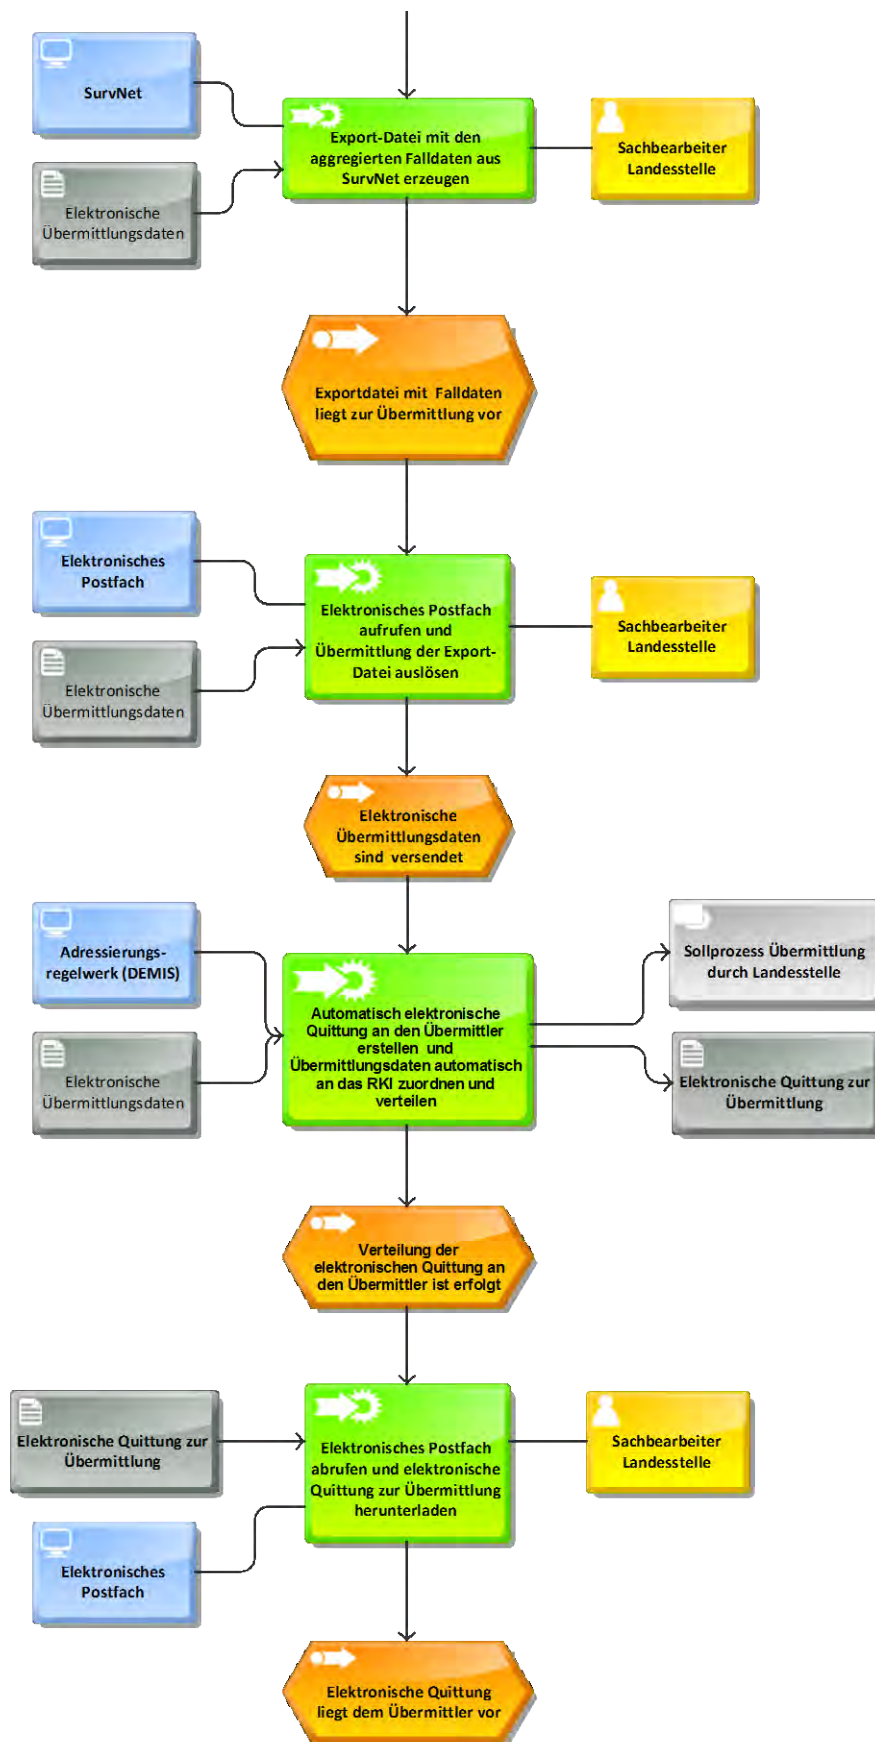 SurvNet
Export-Datei mit den
aggregierten Falldaten aus
SurvNet erzeugen
Sachbearbeiter
Landesstelle
Elektronische
Übermittlungsdaten
Exportdatei mit Falldaten
liegt zur Übermittlung vor
Elektronisches
Postfach
Elektronisches Postfach
aufrufen und
Übermittlung der Export-
Datei auslösen
Sachbearbeiter
Landesstelle
Elektronische
Übermittlungsdaten
Elektronische
Übermittlungsdaten
sind versendet
Adressierungs-
regelwerk (DEMIS)
Sollprozess Übermittlung
durch Landesstelle
Automatisch elektronische
Quittung an den Übermittler
erstellen und
Übermittlungsdaten automatisch
an das RKI zuordnen und
verteilen
Elektronische
Übermittlungsdaten
Elektronische Quittung zur
Übermittlung
Verteilung der
elektronischen Quittung an
den Übermittler ist erfolgt
Elektronische Quittung zur
Übermittlung
Elektronisches Postfach
abrufen und elektronische
Quittung zur Übermittlung
herunterladen
Sachbearbeiter
Landesstelle
Elektronisches
Postfach
Elektronische Quittung
liegt dem Übermittler vor